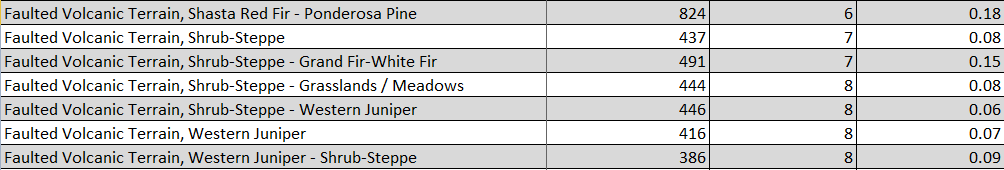 Faulted Volcanic Terrain, Shasta Red Fir - Ponderosa Pine 824 6 0.18
Faulted Volcanic Terrain, Shrub-Steppe 437 7 0.08
Faulted Volcanic Terrain, Shrub-Steppe - Grand Fir-White Fir 491 7 0.15
Faulted Volcanic Terrain, Shrub-Steppe - Grasslands / Meadows 444 8 0.08
Faulted Volcanic Terrain, Shrub-Steppe - Western Juniper 446 8 0.06
Faulted Volcanic Terrain, Western Juniper 416 8 0.07
Faulted Volcanic Terrain, Western Juniper - Shrub-Steppe 386 8 0.09